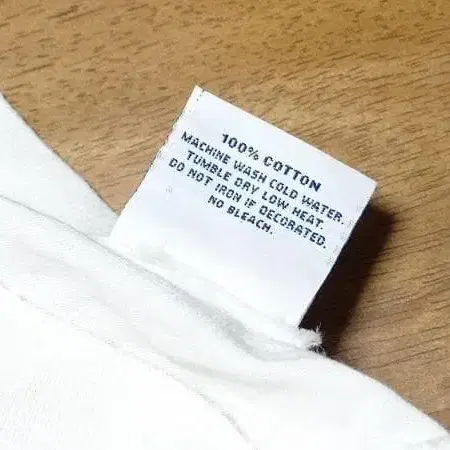 100% COTTON
MACHINE WASH COLD WATER.
TUMBLE DRY LOW HEAT.
DO NOT IRON IF DECORATED.
NO BLEACH.